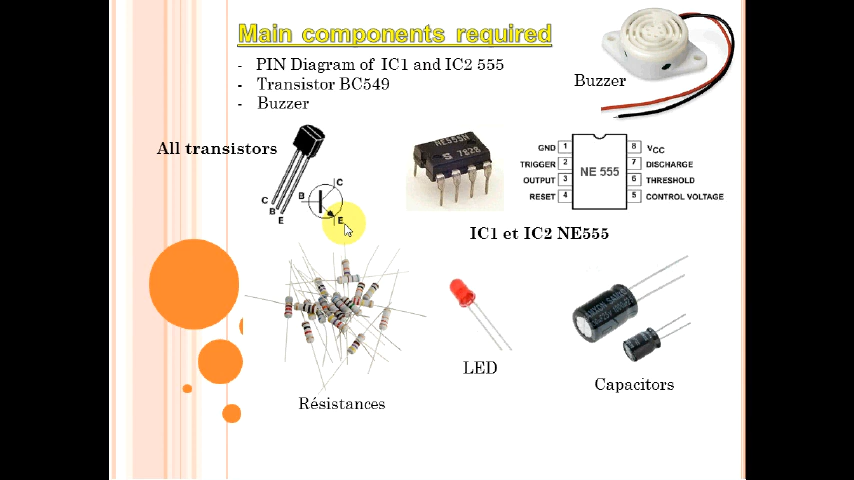 Main components required
- PIN Diagram of IC1 and IC2 555
- Transistor BC549
- Buzzer
Buzzer
All transistors
C
B
E
B
C
E
NE555N
S 7828
GND 1
TRIGGER 2
OUTPUT 3
RESET 4
NE 555
8 VCC
7 DISCHARGE
6 THRESHOLD
5 CONTROL VOLTAGE
IC1 et IC2 NE555
LED
Capacitors
Résistances